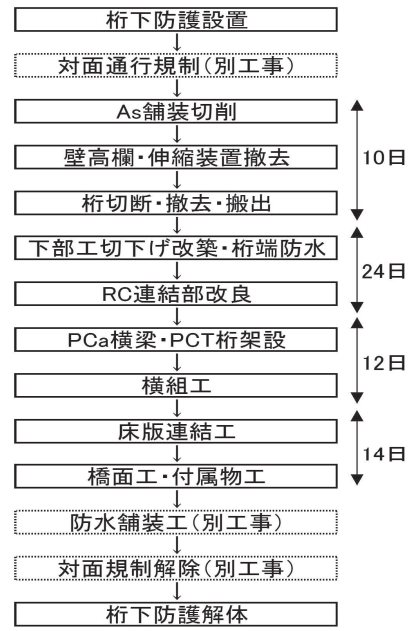 桁下防護設置
対面通行規制(別工事)
As舗装切削
壁高欄・伸縮装置撤去
10日
桁切断・撤去・搬出
下部工切下げ改築・桁端防水
24日
RC連結部改良
PCa横梁・PCT桁架設
12日
横組工
床版連結工
14日
橋面工・付属物工
防水舗装工(別工事)
対面規制解除(別工事)
桁下防護解体